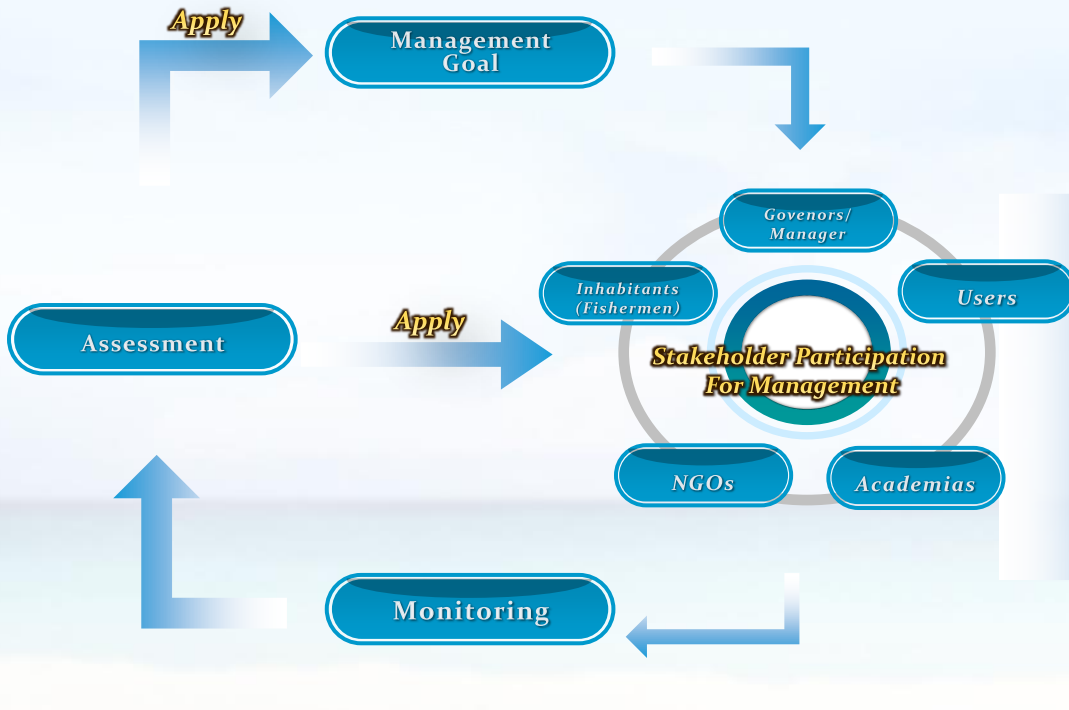 Apply
Management
Goal
Govenors/
Manager
Inhabitants
(Fishermen)
Users
Assessment
Apply
Stakeholder Participation
For Management
NGOs
Academias
Monitoring